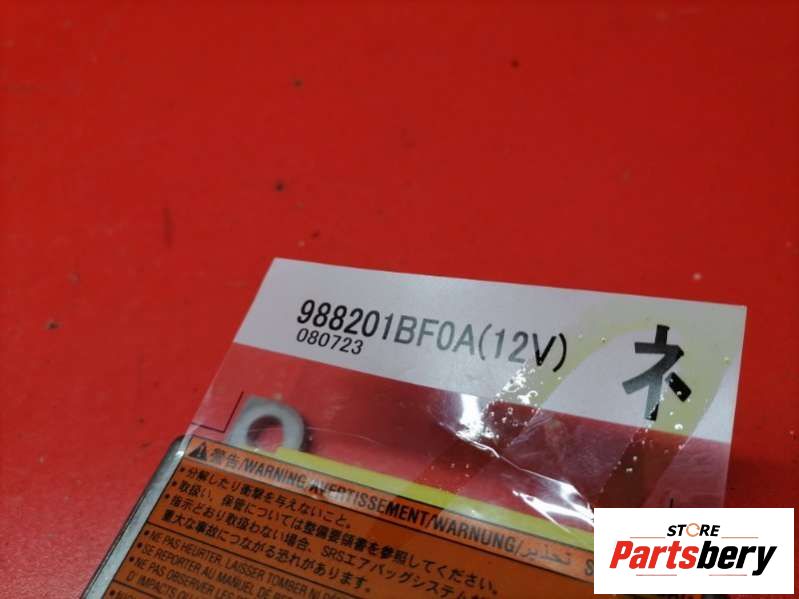 988201BF0A(12V)
080723
ネ
警告/WARNING/AVERTISSEMENT/WARNUNG/تحذير/
・分解したり衝撃を与えないこと。
・取扱い、保管については整備要領書を参照してください。
指示どおり取扱わない場合、SRSエアバッグシステム
重大な事故につながる恐れがあります。
・NE PAS HEURTER, LAISSER TOMBER NI
・SE REPORTER AU MANUEL DE
・NE PAS OBSERVER LES
D'IMPACTS OU
STORE
Partsbery